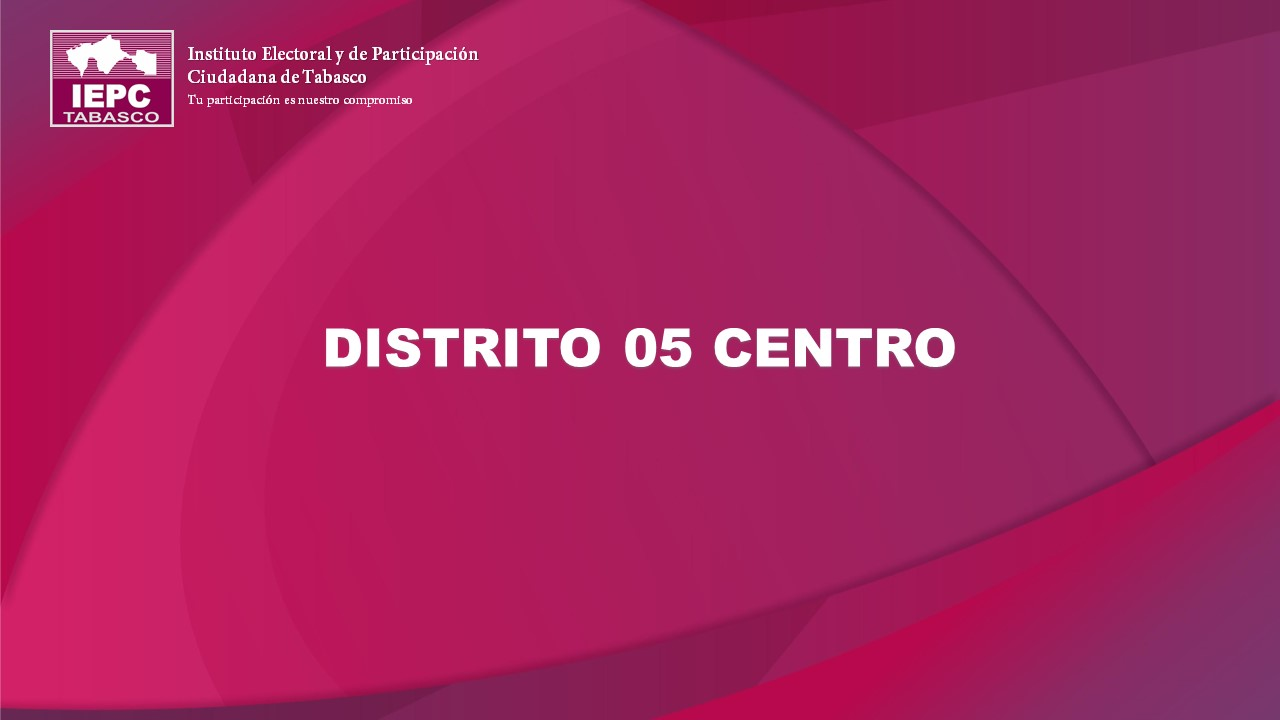 IEPC
TABASCO
Instituto Electoral y de Participación
Ciudadana de Tabasco
Tu participación es nuestro compromiso
DISTRITO 05 CENTRO